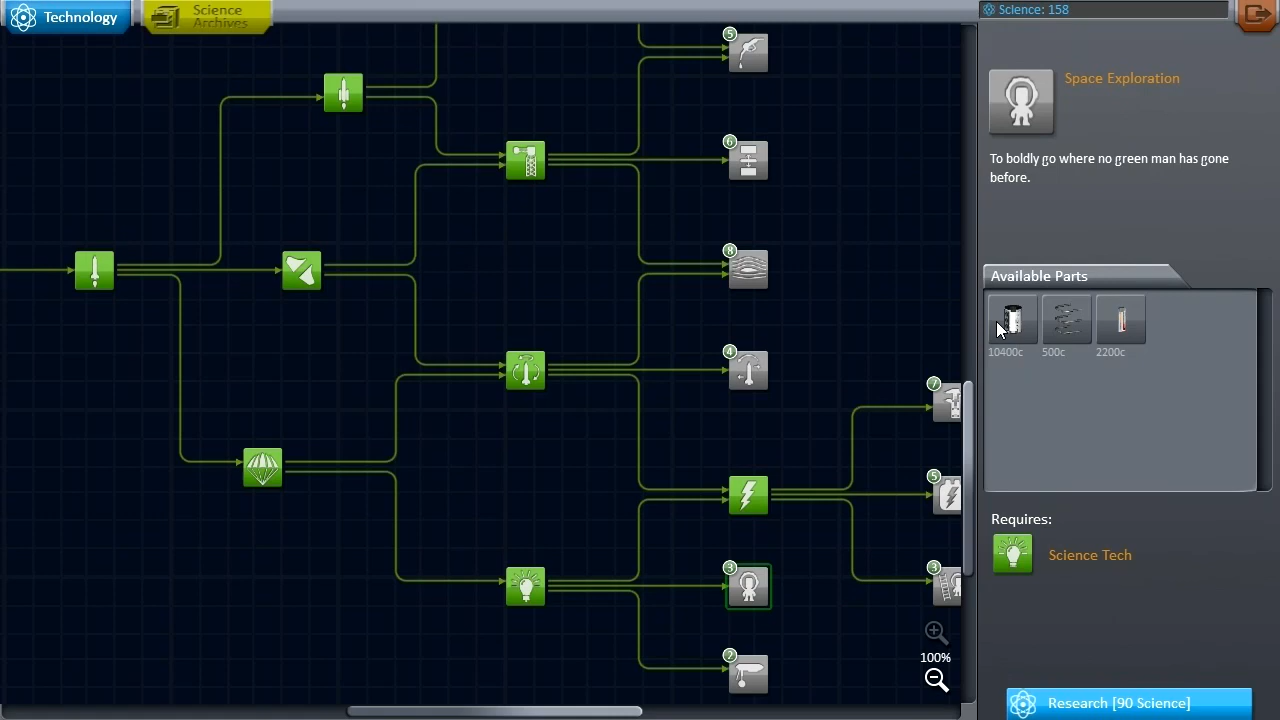 Technology
Science
Archives
Science: 158
Space Exploration
To boldly go where no green man has gone
before.
Available Parts
10400c 500c 2200c
Requires:
Science Tech
Research [90 Science]
5
6
8
4
7
5
3
3
2
100%